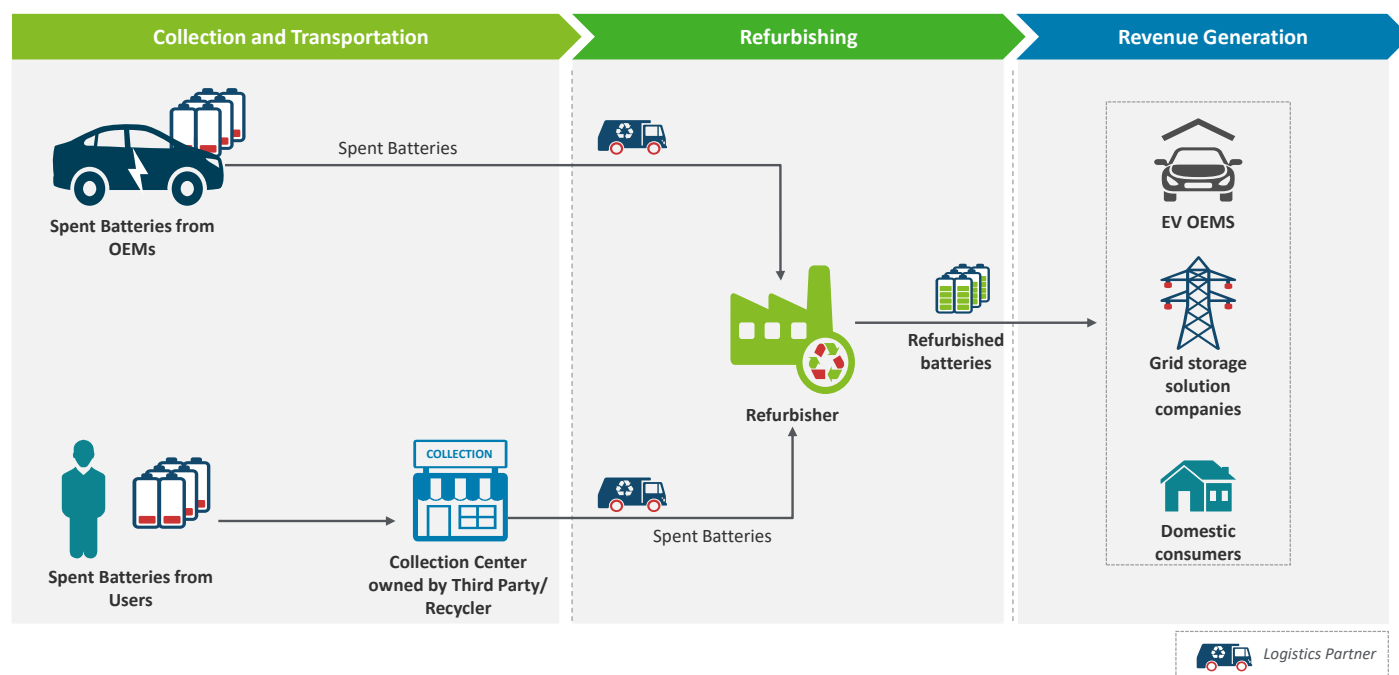 Collection and Transportation
Refurbishing
Revenue Generation
Spent Batteries
Spent Batteries from
OEMs
EV OEMS
Refurbished
batteries
Grid storage
solution
companies
Refurbisher
COLLECTION
Spent Batteries
Collection Center
owned by Third Party/
Recycler
Spent Batteries from
Users
Domestic
consumers
Logistics Partner